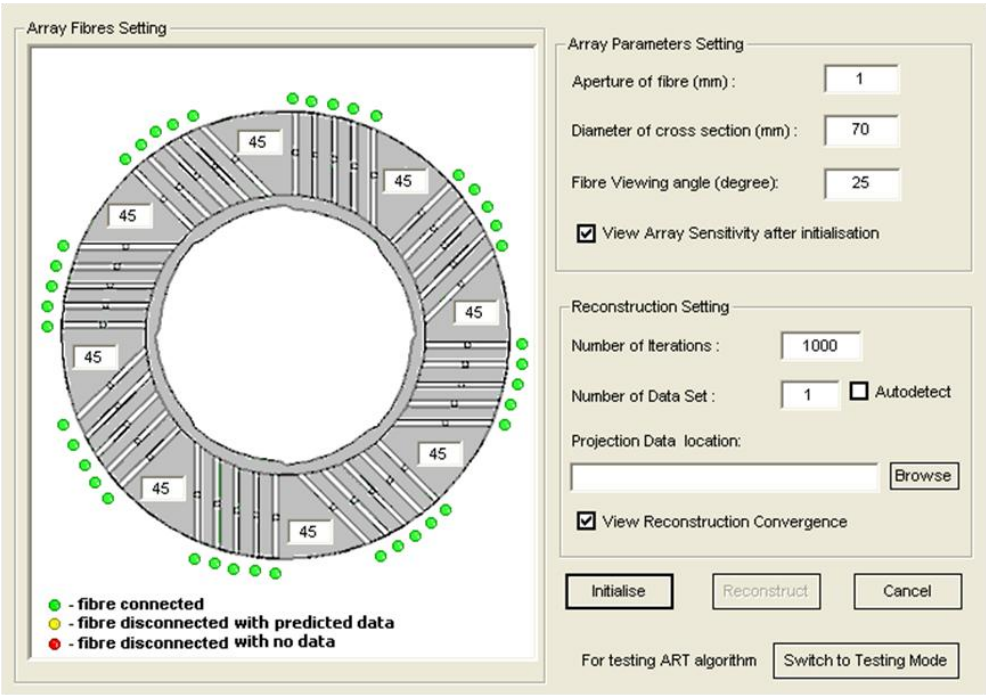 Array Fibres Setting
45
45
45
45
45
45
45
45
- fibre connected
- fibre disconnected with predicted data
- fibre disconnected with no data
Array Parameters Setting
Aperture of fibre (mm) : 1
Diameter of cross section (mm) : 70
Fibre Viewing angle (degree): 25
View Array Sensitivity after initialisation
Reconstruction Setting
Number of Iterations : 1000
Number of Data Set : 1 Autodetect
Projection Data location:
Browse
View Reconstruction Convergence
Initialise Reconstruct Cancel
For testing ART algorithm Switch to Testing Mode